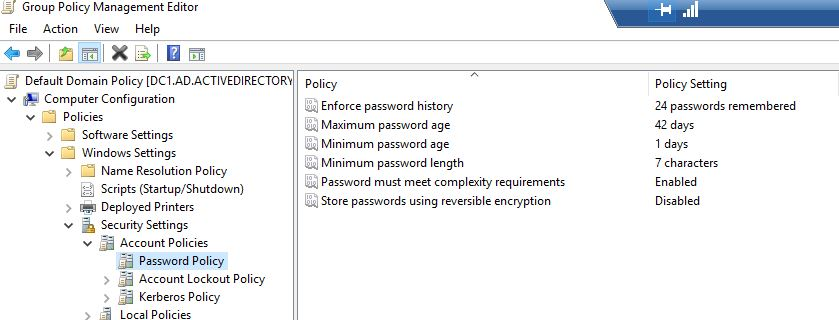 Group Policy Management Editor
File Action View Help
Default Domain Policy [DC1.AD.ACTIVEDIRECTORY
Computer Configuration
Policies
Software Settings
Windows Settings
Name Resolution Policy
Scripts (Startup/Shutdown)
Deployed Printers
Security Settings
Account Policies
Password Policy
Account Lockout Policy
Kerberos Policy
Local Policies
Policy Policy Setting
Enforce password history 24 passwords remembered
Maximum password age 42 days
Minimum password age 1 days
Minimum password length 7 characters
Password must meet complexity requirements Enabled
Store passwords using reversible encryption Disabled